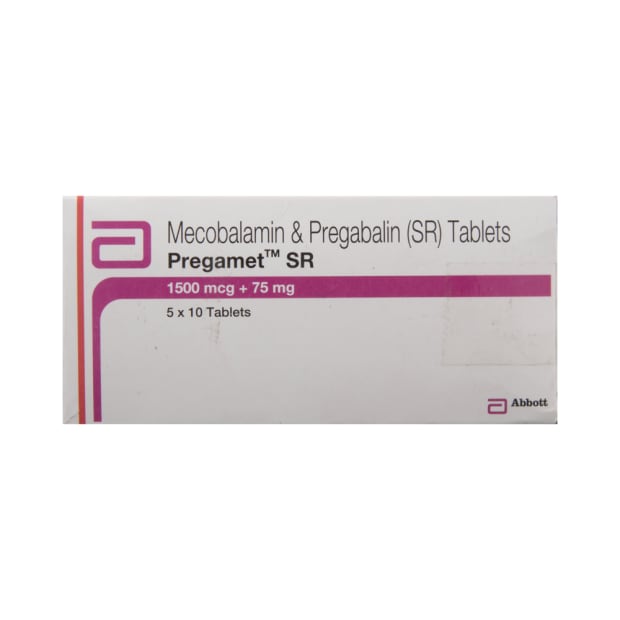 Mecobalamin & Pregabalin (SR) Tablets
Pregamet™ SR
1500 mcg + 75 mg
5 x 10 Tablets
Abbott